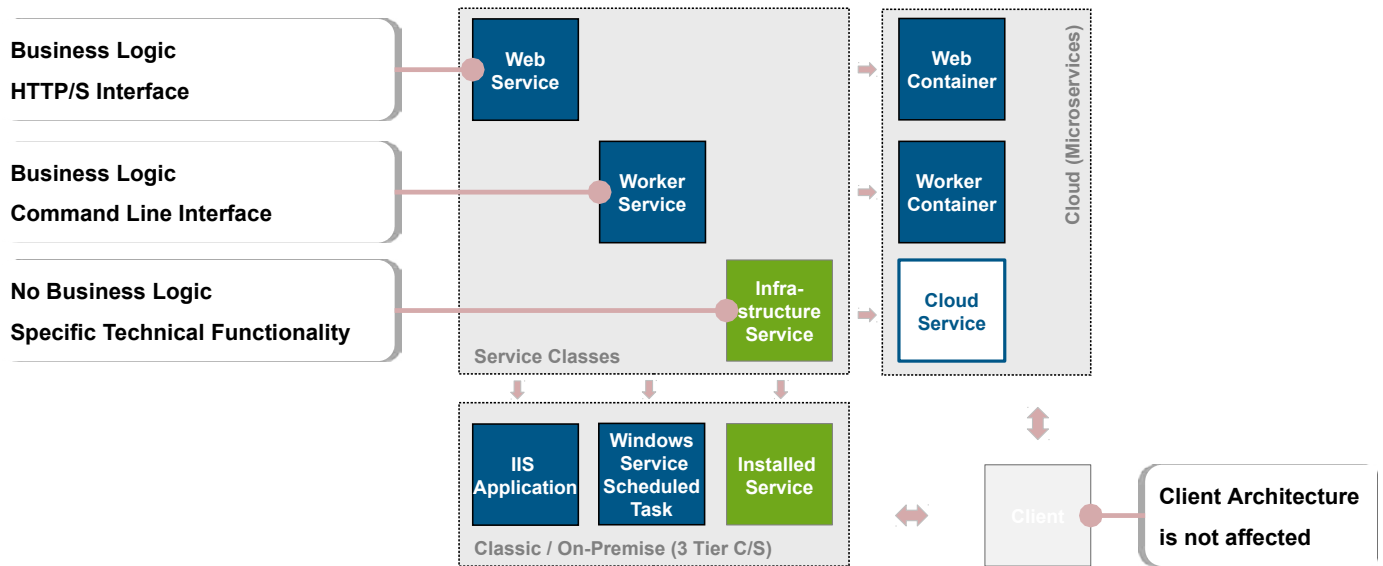 Business Logic
HTTP/S Interface
Business Logic
Command Line Interface
No Business Logic
Specific Technical Functionality
Web
Service
Worker
Service
Infra-
structure
Service
Service Classes
Web
Container
Worker
Container
Cloud
Service
Cloud (Microservices)
IIS
Application
Windows
Service
Scheduled
Task
Installed
Service
Classic / On-Premise (3 Tier C/S)
Client
Client Architecture
is not affected